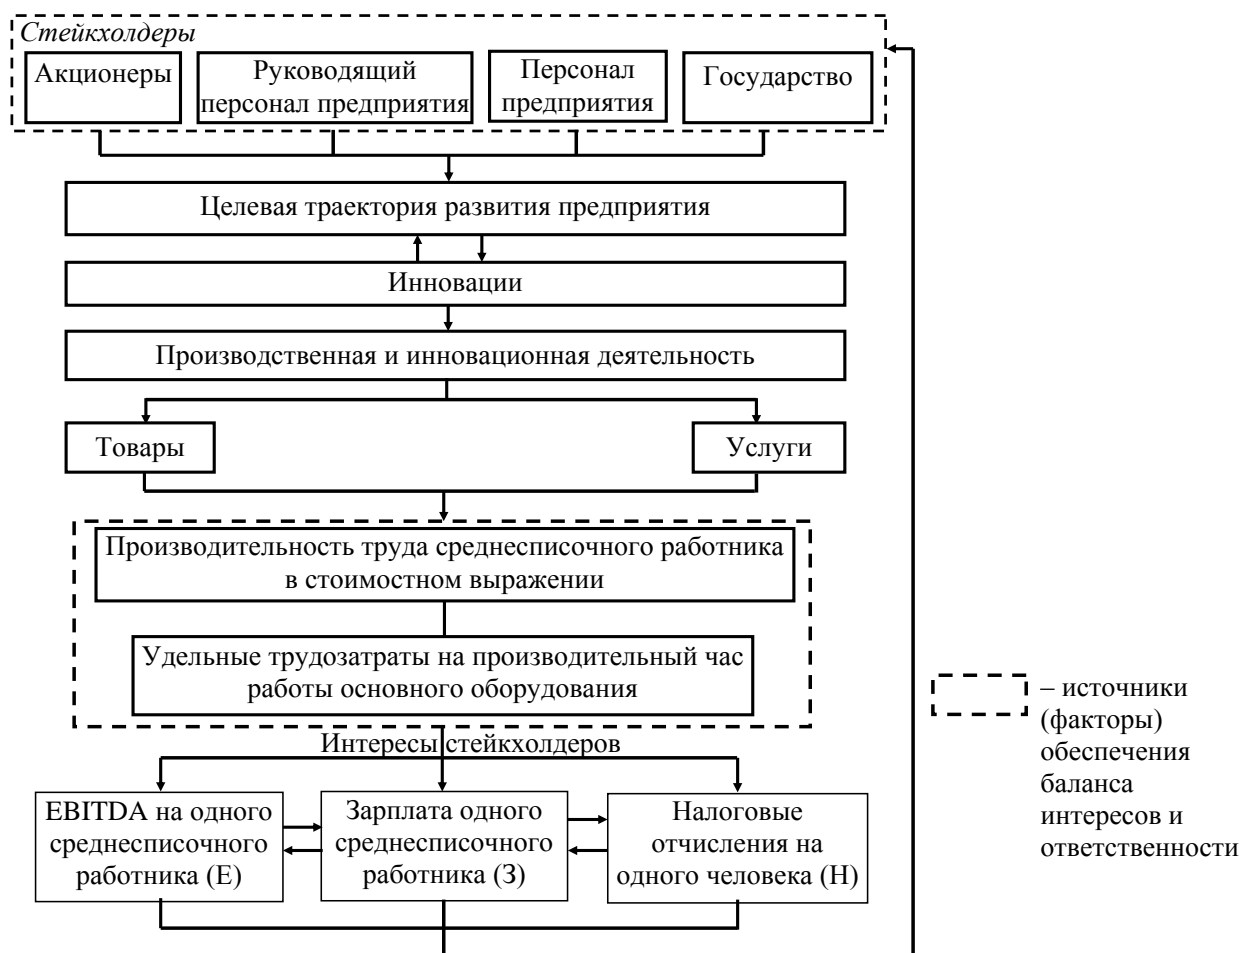 Стейкхолдеры
Акционеры
Руководящий
персонал предприятия
Персонал
предприятия
Государство
Целевая траектория развития предприятия
Инновации
Производственная и инновационная деятельность
Товары
Услуги
Производительность труда среднесписочного работника
в стоимостном выражении
Удельные трудозатраты на производительный час
работы основного оборудования
– источники
(факторы)
обеспечения
баланса
интересов и
ответственности
Интересы стейкхолдеров
EBITDA на одного
среднесписочного
работника (Е)
Зарплата одного
среднесписочного
работника (З)
Налоговые
отчисления на
одного человека (Н)